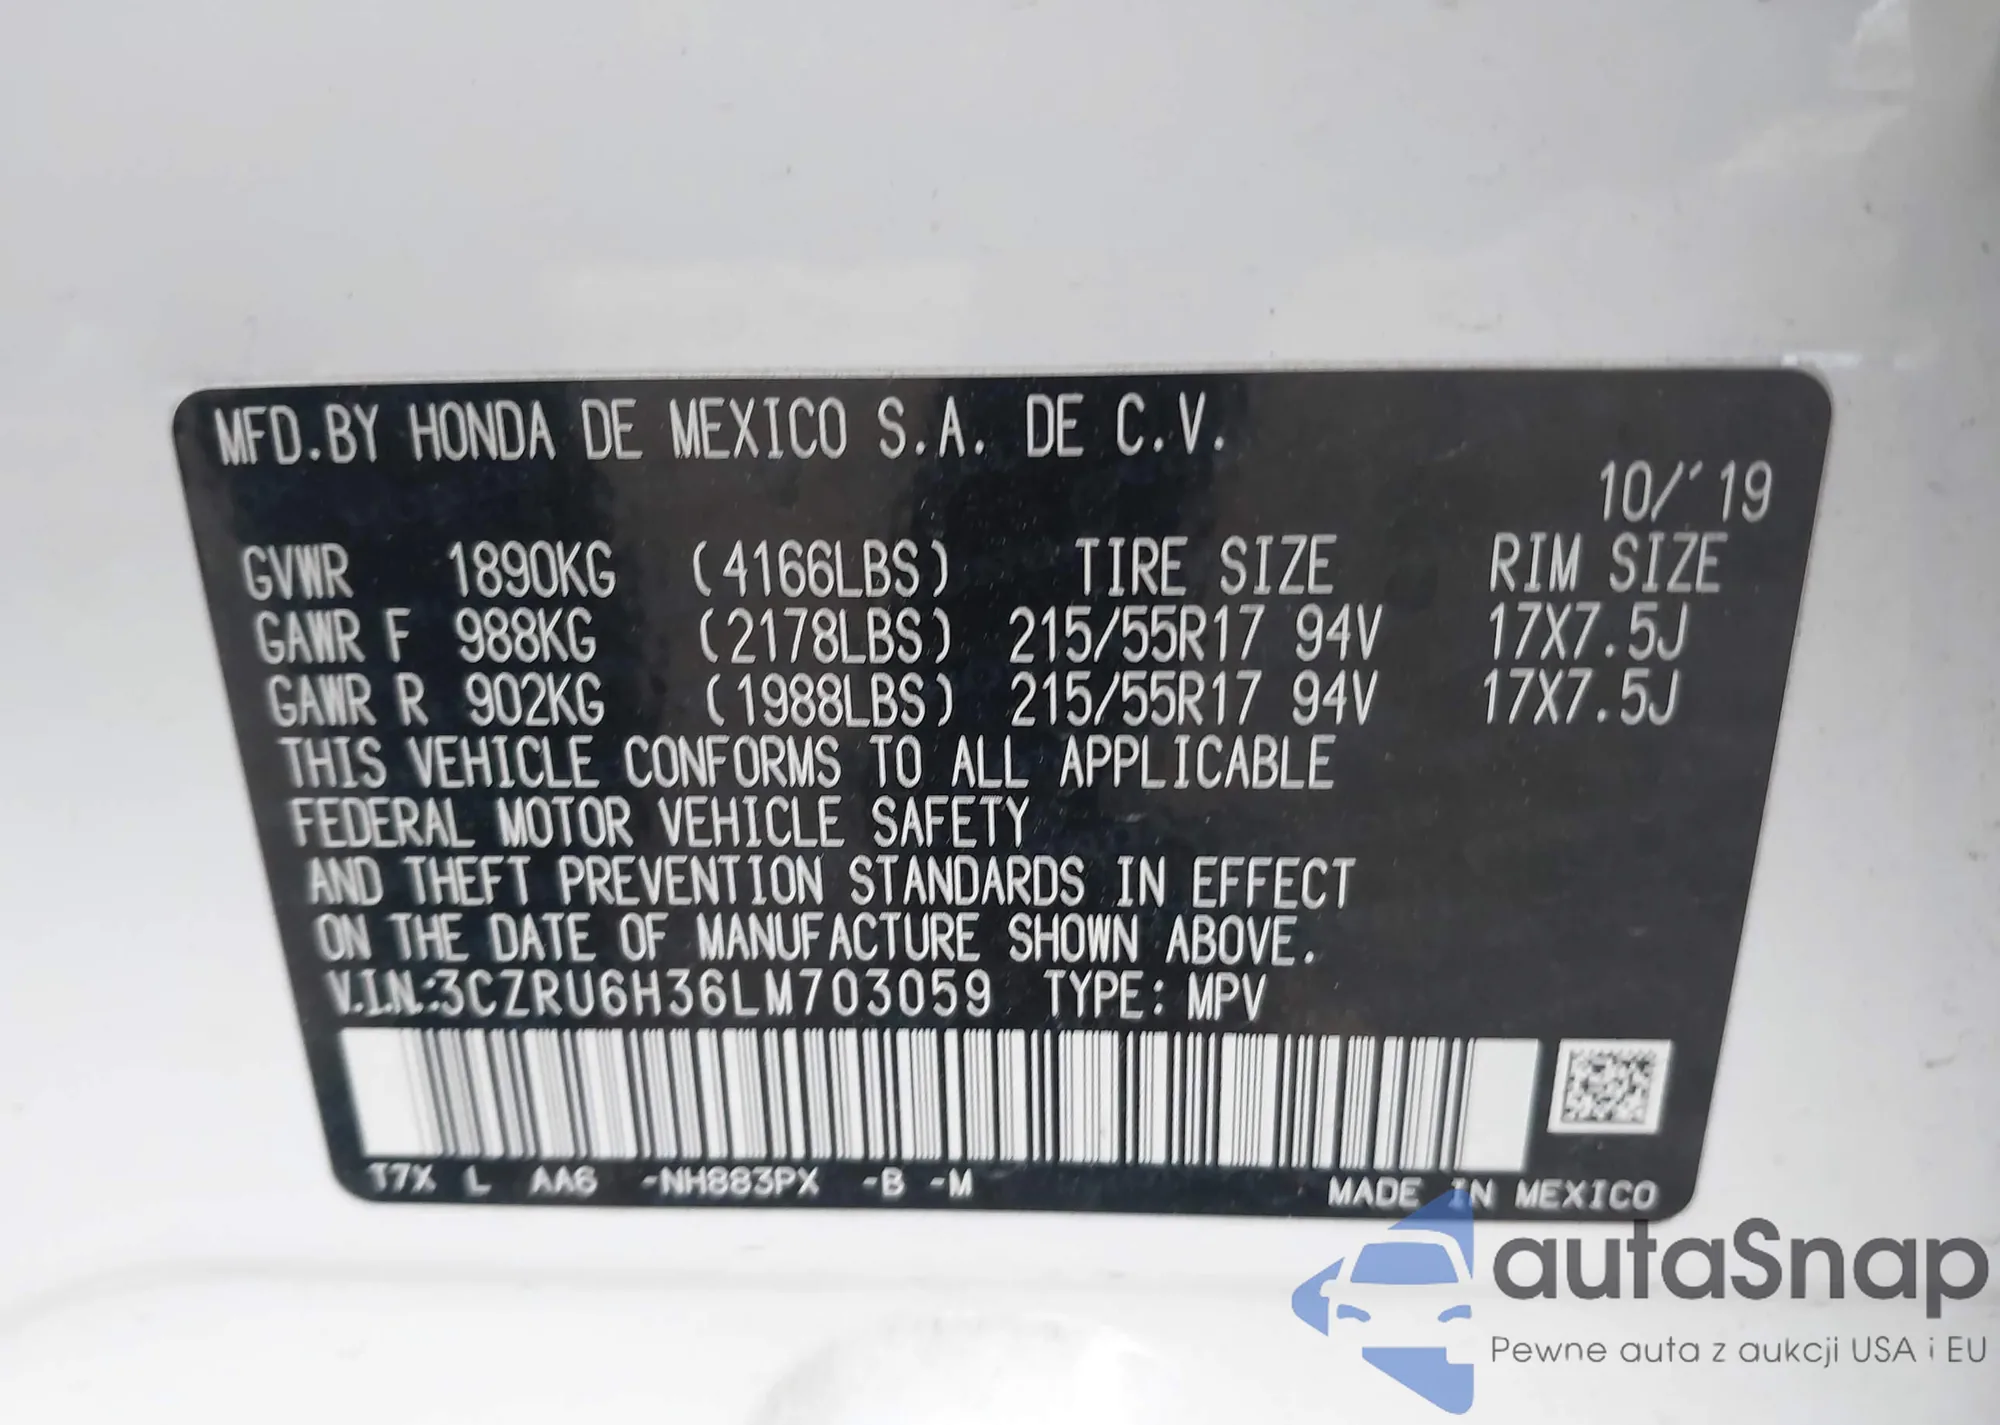 MFD.BY HONDA DE MEXICO S.A. DE C.V.
10/'19
GVWR 1890KG (4166LBS) TIRE SIZE RIM SIZE
GAWR F 988KG (2178LBS) 215/55R17 94V 17X7.5J
GAWR R 902KG (1988LBS) 215/55R17 94V 17X7.5J
THIS VEHICLE CONFORMS TO ALL APPLICABLE
FEDERAL MOTOR VEHICLE SAFETY
AND THEFT PREVENTION STANDARDS IN EFFECT
ON THE DATE OF MANUFACTURE SHOWN ABOVE.
V.I.N.:3CZRU6H36LM703059 TYPE: MPV
T7X L AA6 -NH883PX -B -M MADE IN MEXICO
autaSnap
Pewne auta z aukcji USA i EU